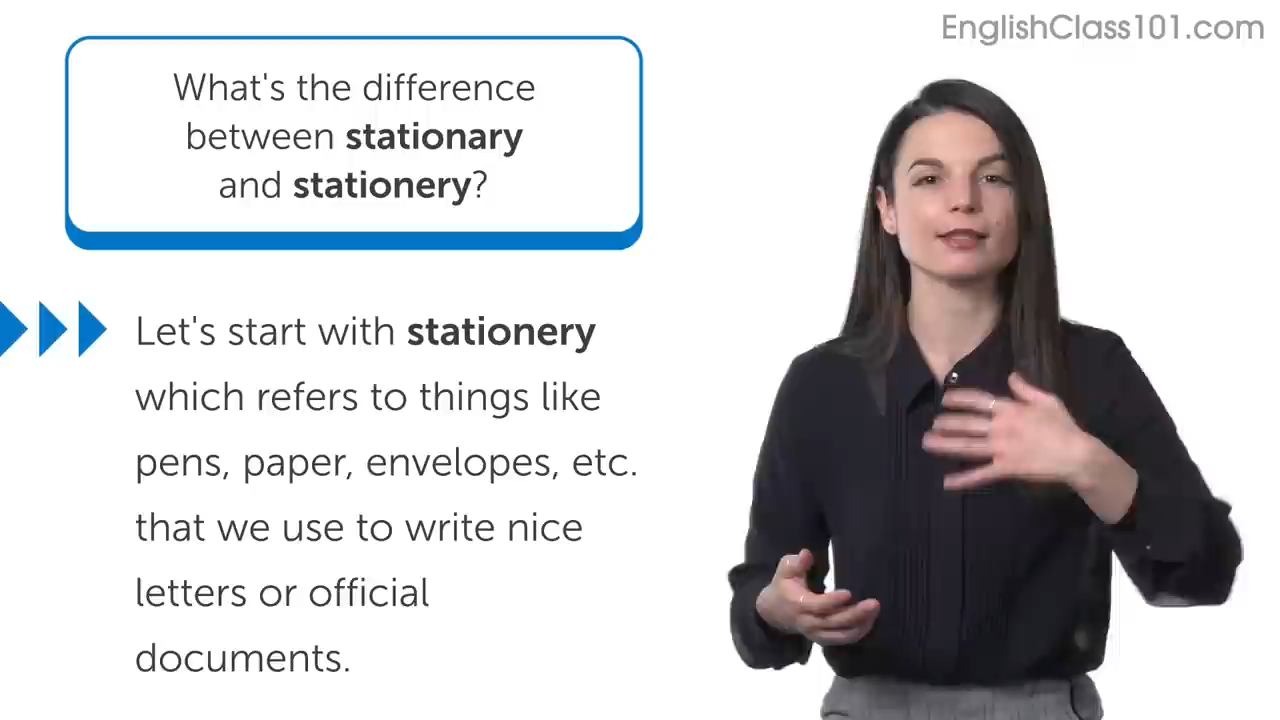 EnglishClass101.com
What's the difference
between stationary
and stationery?
Let's start with stationery
which refers to things like
pens, paper, envelopes, etc.
that we use to write nice
letters or official
documents.